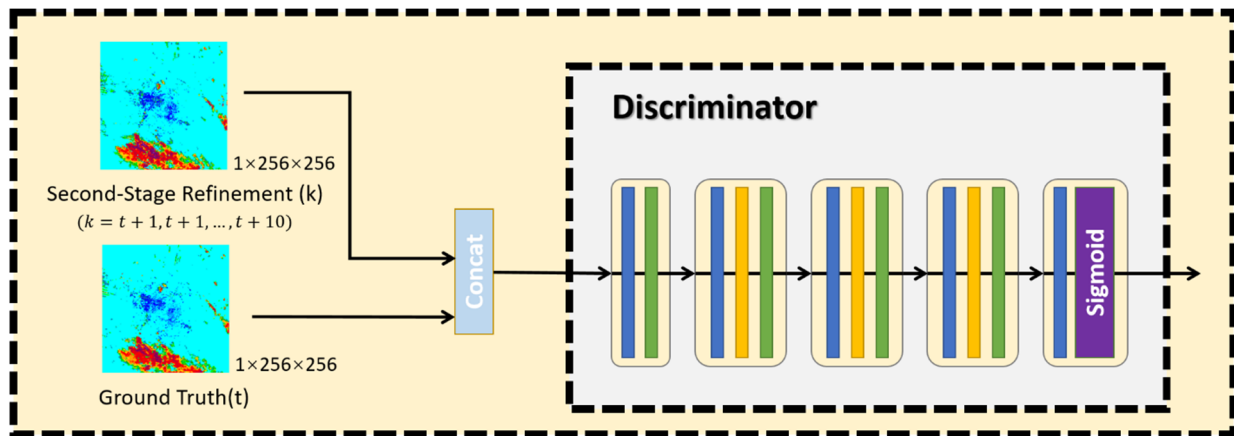 1×256×256
Second-Stage Refinement (k)
(k = t + 1, t + 1, ..., t + 10)
1×256×256
Ground Truth(t)
Concat
Discriminator
Sigmoid